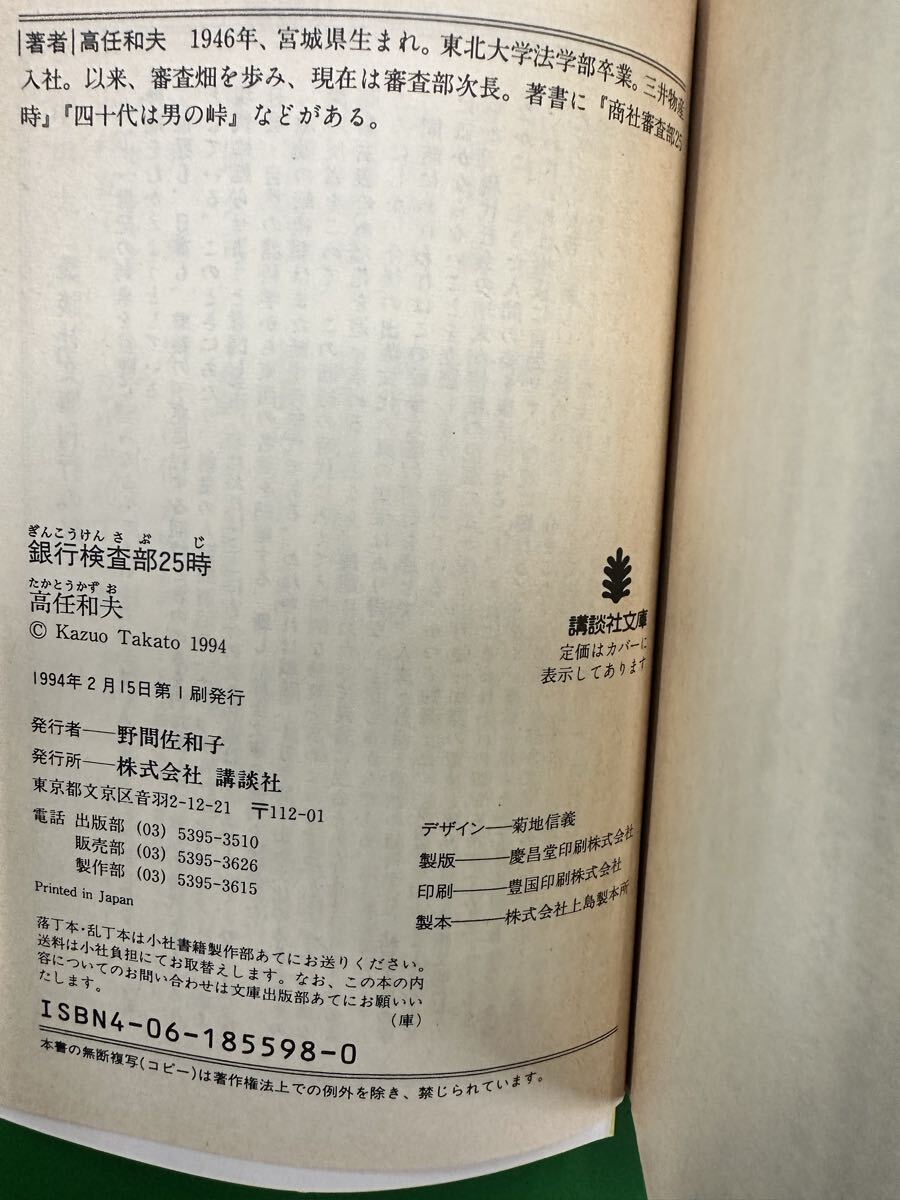 |著者|高任和夫 1946年、宮城県生まれ。東北大学法学部卒業。三井物産
入社。以来、審査畑を歩み、現在は審査部次長。著書に『商社審査部25
時』『四十代は男の峠』などがある。
ぎんこうけんさぶ じ
銀行検査部25時
たかとうかずお
高任和夫
© Kazuo Takato 1994
1994年2月15日第1刷発行
発行者——野間佐和子
発行所——株式会社 講談社
東京都文京区音羽2-12-21 〒112-01
電話 出版部 (03) 5395-3510
販売部 (03) 5395-3626
製作部 (03) 5395-3615
Printed in Japan
講談社文庫
定価はカバーに
表示してあります
デザイン——菊地信義
製版——慶昌堂印刷株式会社
印刷——豊国印刷株式会社
製本——株式会社上島製本所
落丁本・乱丁本は小社書籍製作部あてにお送りください。
送料は小社負担にてお取替えします。なお、この本の内
容についてのお問い合わせは文庫出版部あてにお願いい
たします。
(庫)
ISBN4-06-185598-0
本書の無断複写(コピー)は著作権法上での例外を除き、禁じられています。